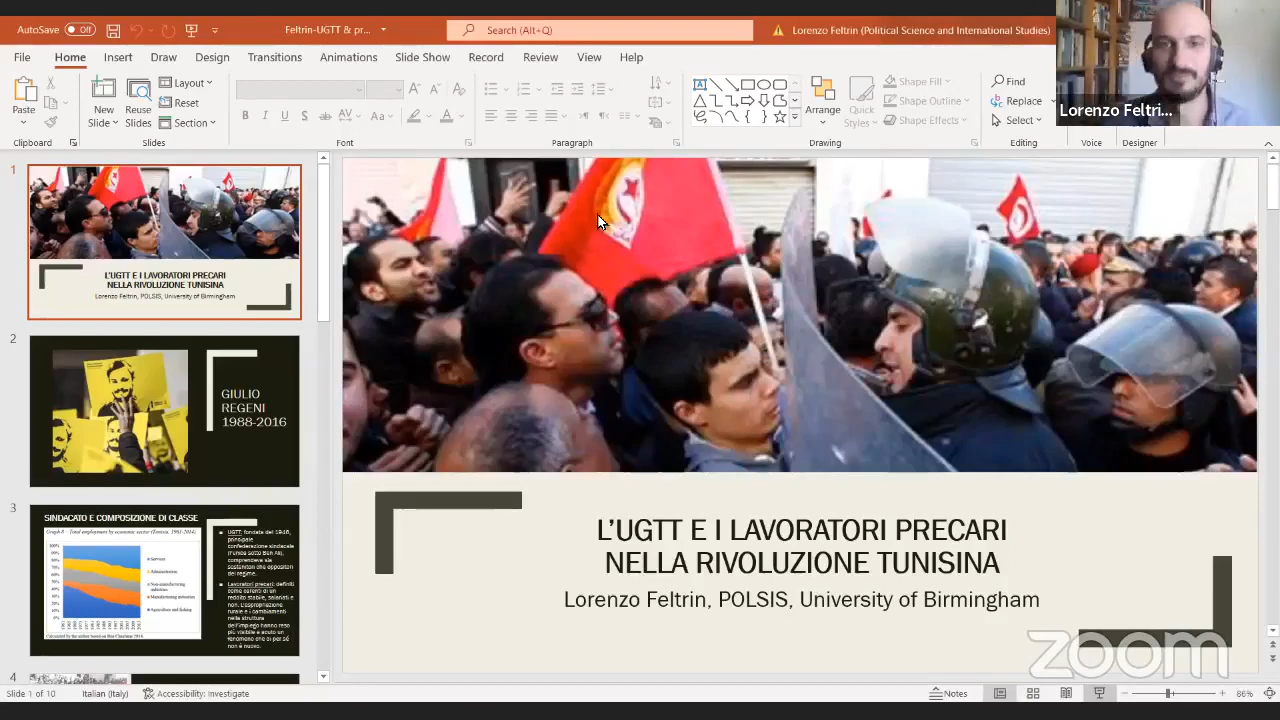 AutoSave
Off
Feltrin-UGTT & pr...
Search (Alt+Q)
Lorenzo Feltrin (Political Science and International Studies)
File
Home
Insert
Draw
Design
Transitions
Animations
Slide Show
Record
Review
View
Help
Paste
New
Slide
Reuse
Slides
Layout
Reset
Section
Arrange
Quick
Styles
Shape Fill
Shape Outline
Shape Effects
Find
Replace
Select
Lorenzo Feltri...
Clipboard
Slides
Font
Paragraph
Drawing
Editing
Voice
Designer
1
L'UGTT E I LAVORATORI PRECARI
NELLA RIVOLUZIONE TUNISINA
Lorenzo Feltrin, POLSIS, University of Birmingham
2
GIULIO
REGENI
1988-2016
3
SINDACATO E COMPOSIZIONE DI CLASSE
4
L'UGTT E I LAVORATORI PRECARI
NELLA RIVOLUZIONE TUNISINA
Lorenzo Feltrin, POLSIS, University of Birmingham
zoom
Slide 1 of 10
Italian (Italy)
Accessibility: Investigate
Notes
86%